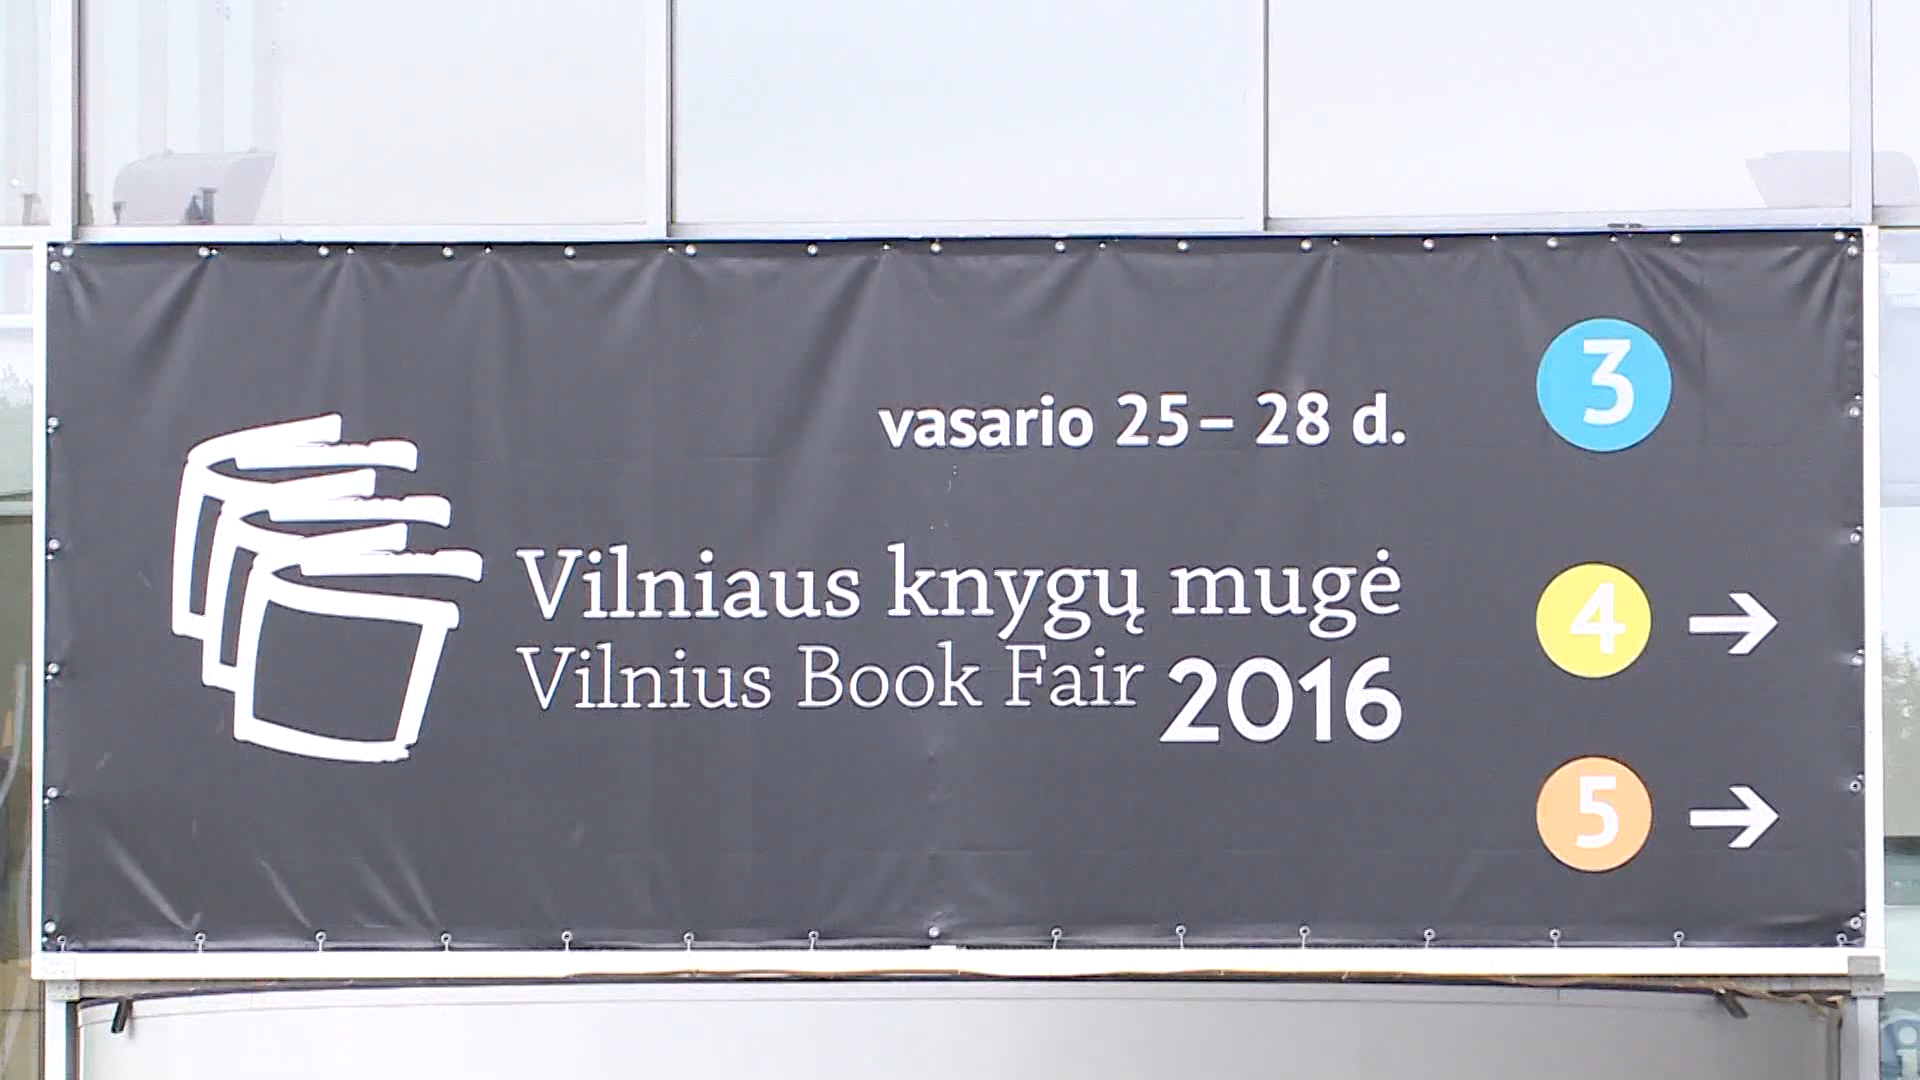 vasario 25– 28 d.
Vilniaus knygų mugė
Vilnius Book Fair 2016
3
4
5
i